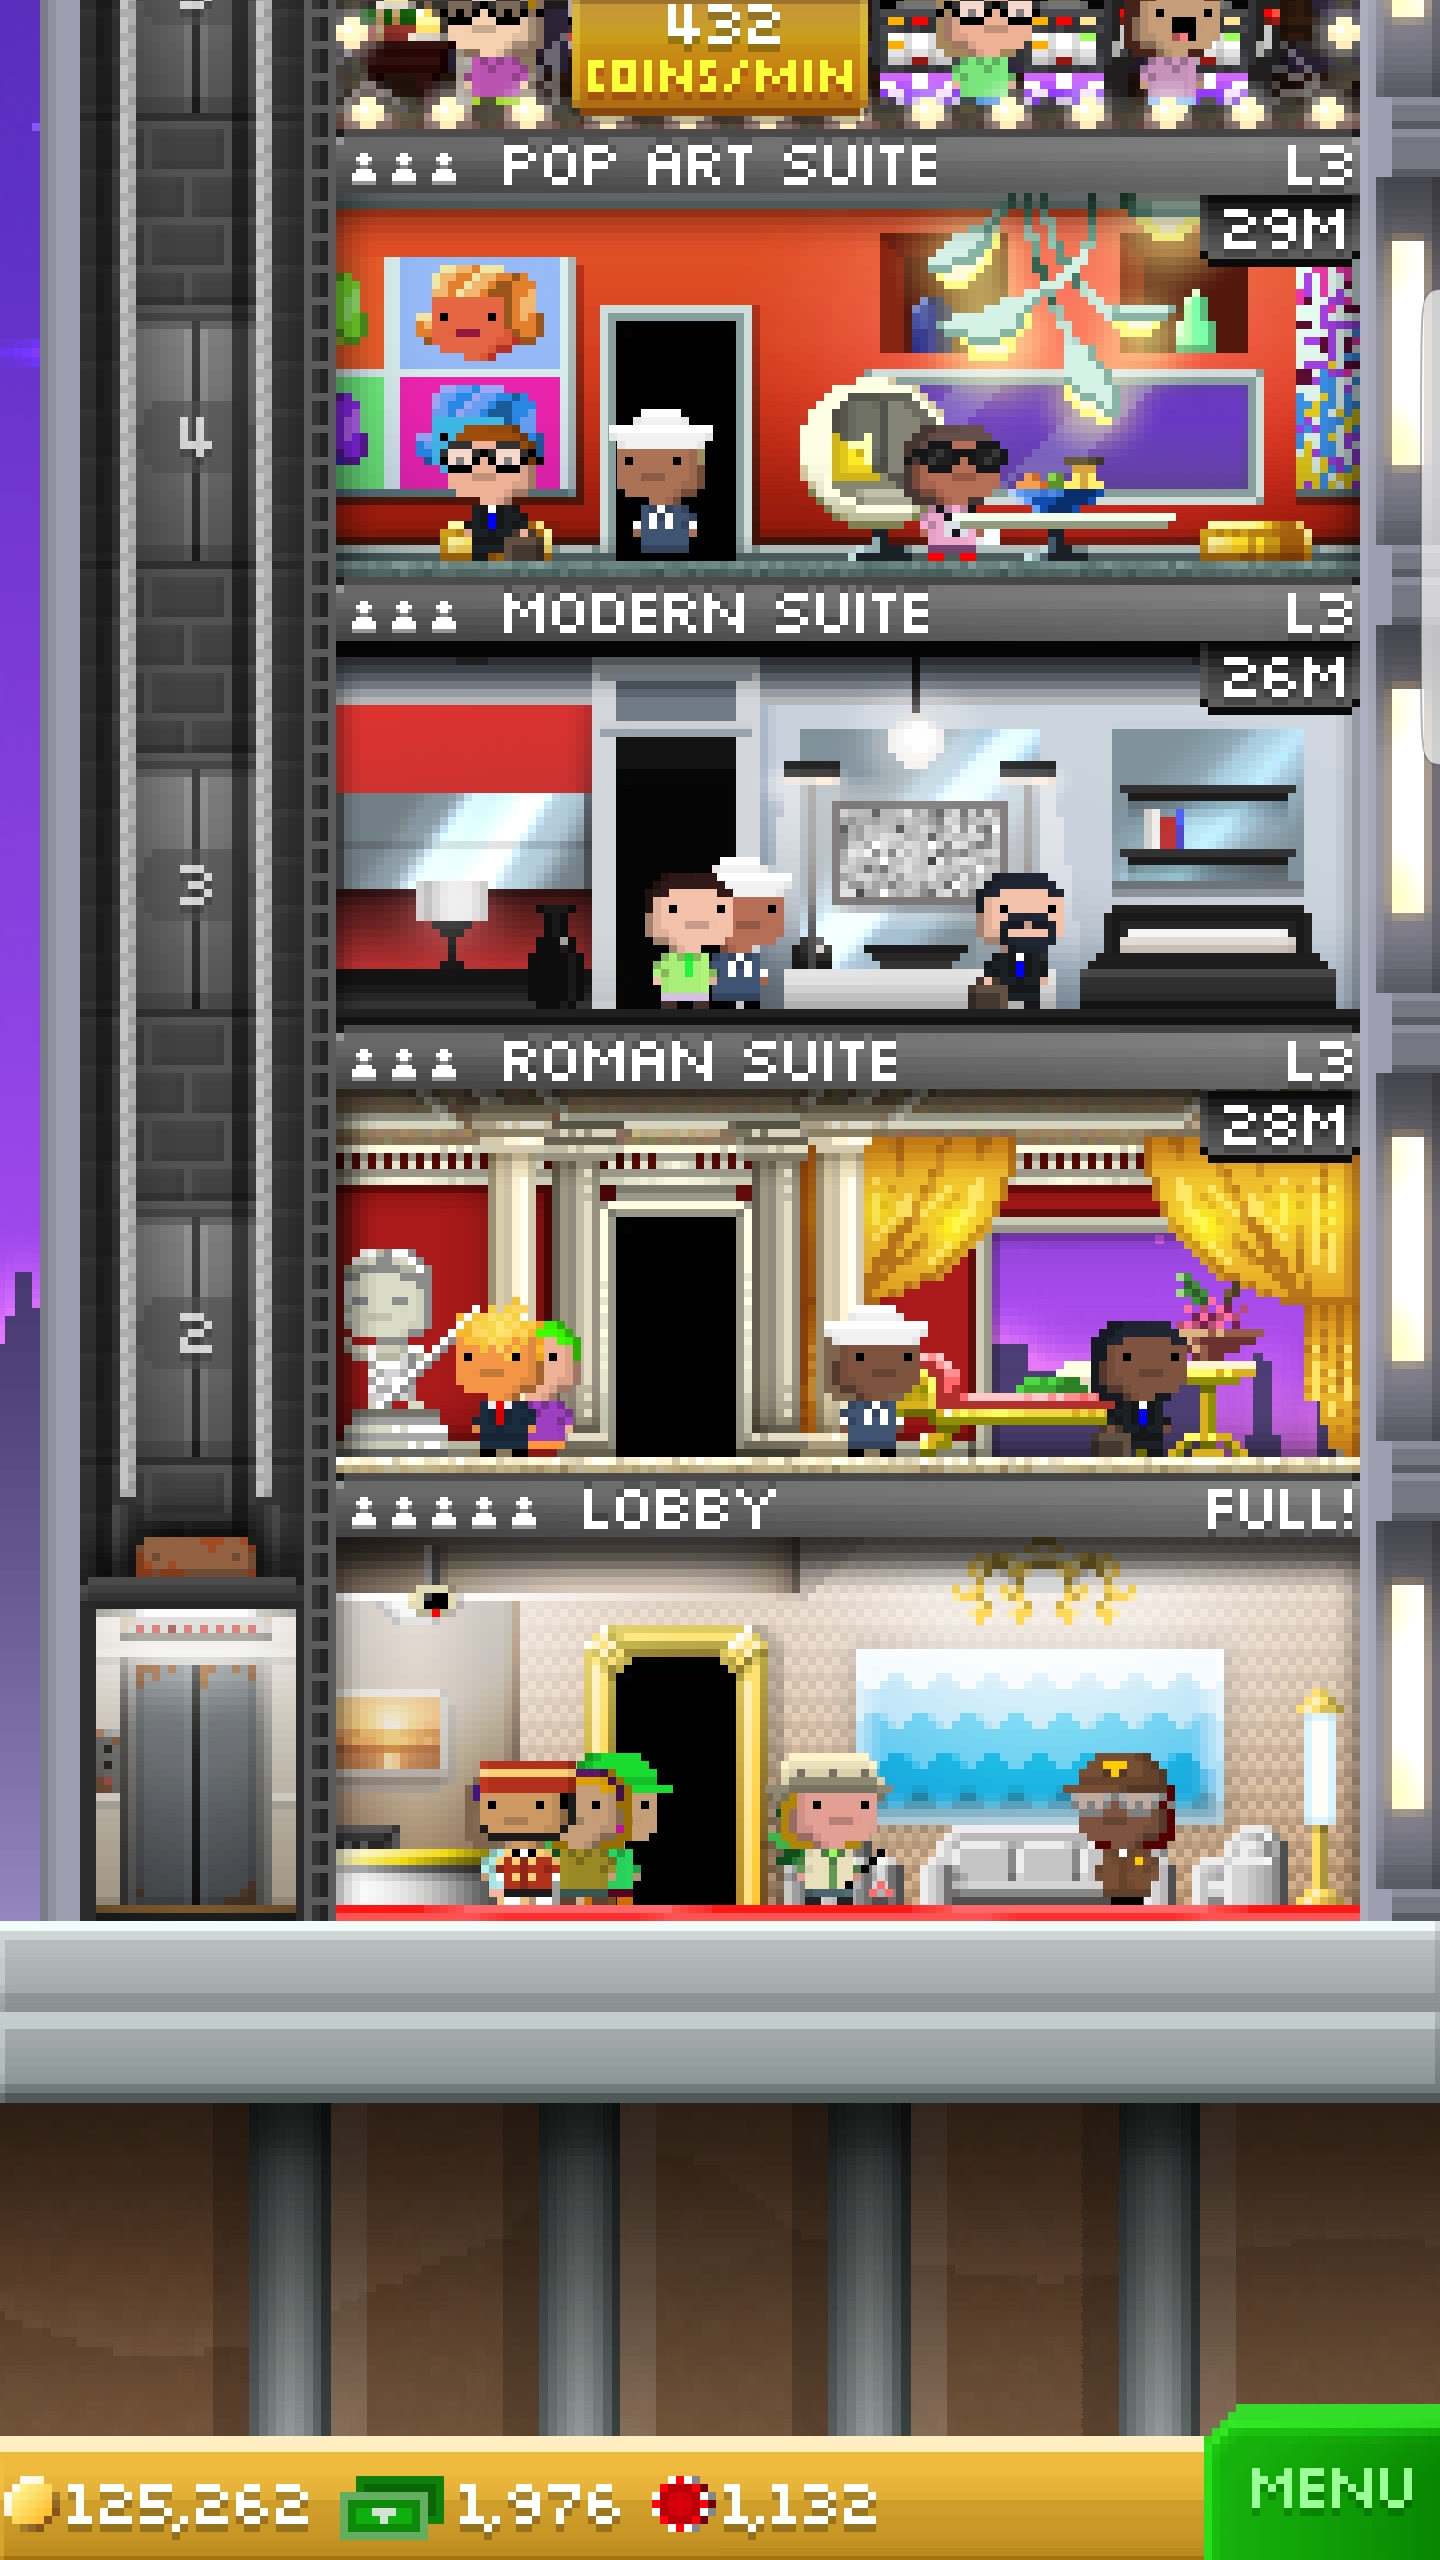 432
COINS/MIN
POP ART SUITE L3
29M
4
MODERN SUITE L3
26M
3
ROMAN SUITE L3
28M
2
LOBBY FULL!
125,262 1,976 1,132 MENU